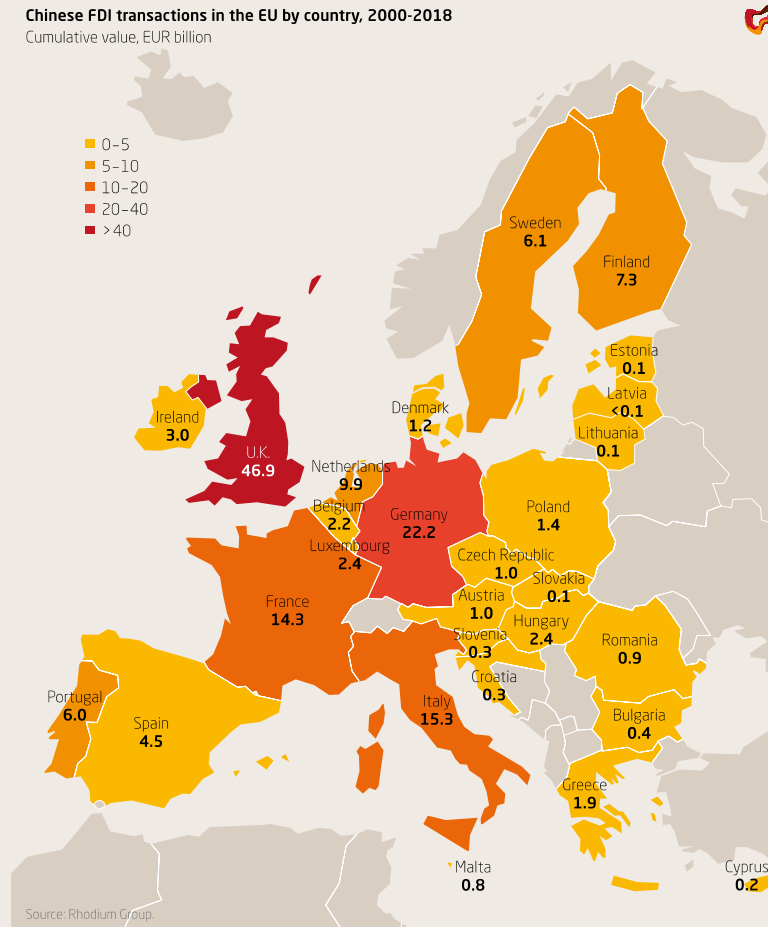 Chinese FDI transactions in the EU by country, 2000-2018
Cumulative value, EUR billion
0–5
5–10
10–20
20–40
>40
Sweden
6.1
Finland
7.3
Estonia
0.1
Latvia
<0.1
Lithuania
0.1
Denmark
1.2
Ireland
3.0
U.K.
46.9
Netherlands
9.9
Belgium
2.2
Luxembourg
2.4
Germany
22.2
Poland
1.4
Czech Republic
1.0
Slovakia
0.1
Austria
1.0
Hungary
2.4
Slovenia
0.3
Croatia
0.3
France
14.3
Romania
0.9
Bulgaria
0.4
Portugal
6.0
Spain
4.5
Italy
15.3
Greece
1.9
Malta
0.8
Cyprus
0.2
Source: Rhodium Group.